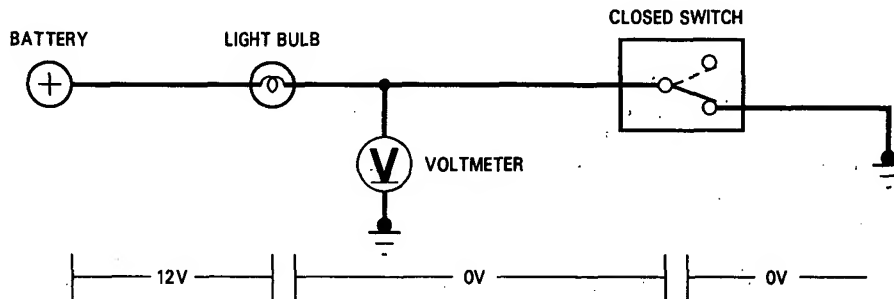 CLOSED SWITCH
BATTERY
LIGHT BULB
+
V
VOLTMETER
12V
0V
0V